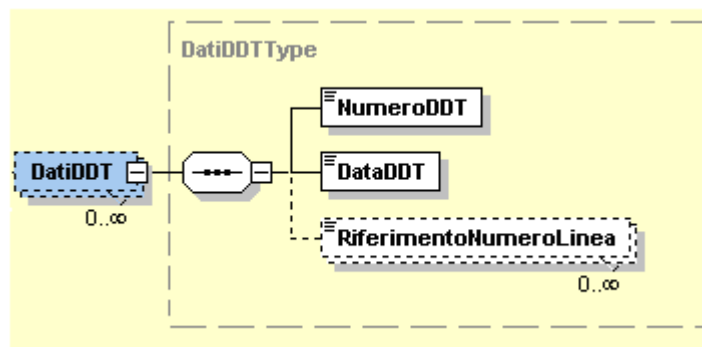 DatiDDTType
NumeroDDT
DatiDDT
DataDDT
0..∞
RiferimentoNumeroLinea
0..∞